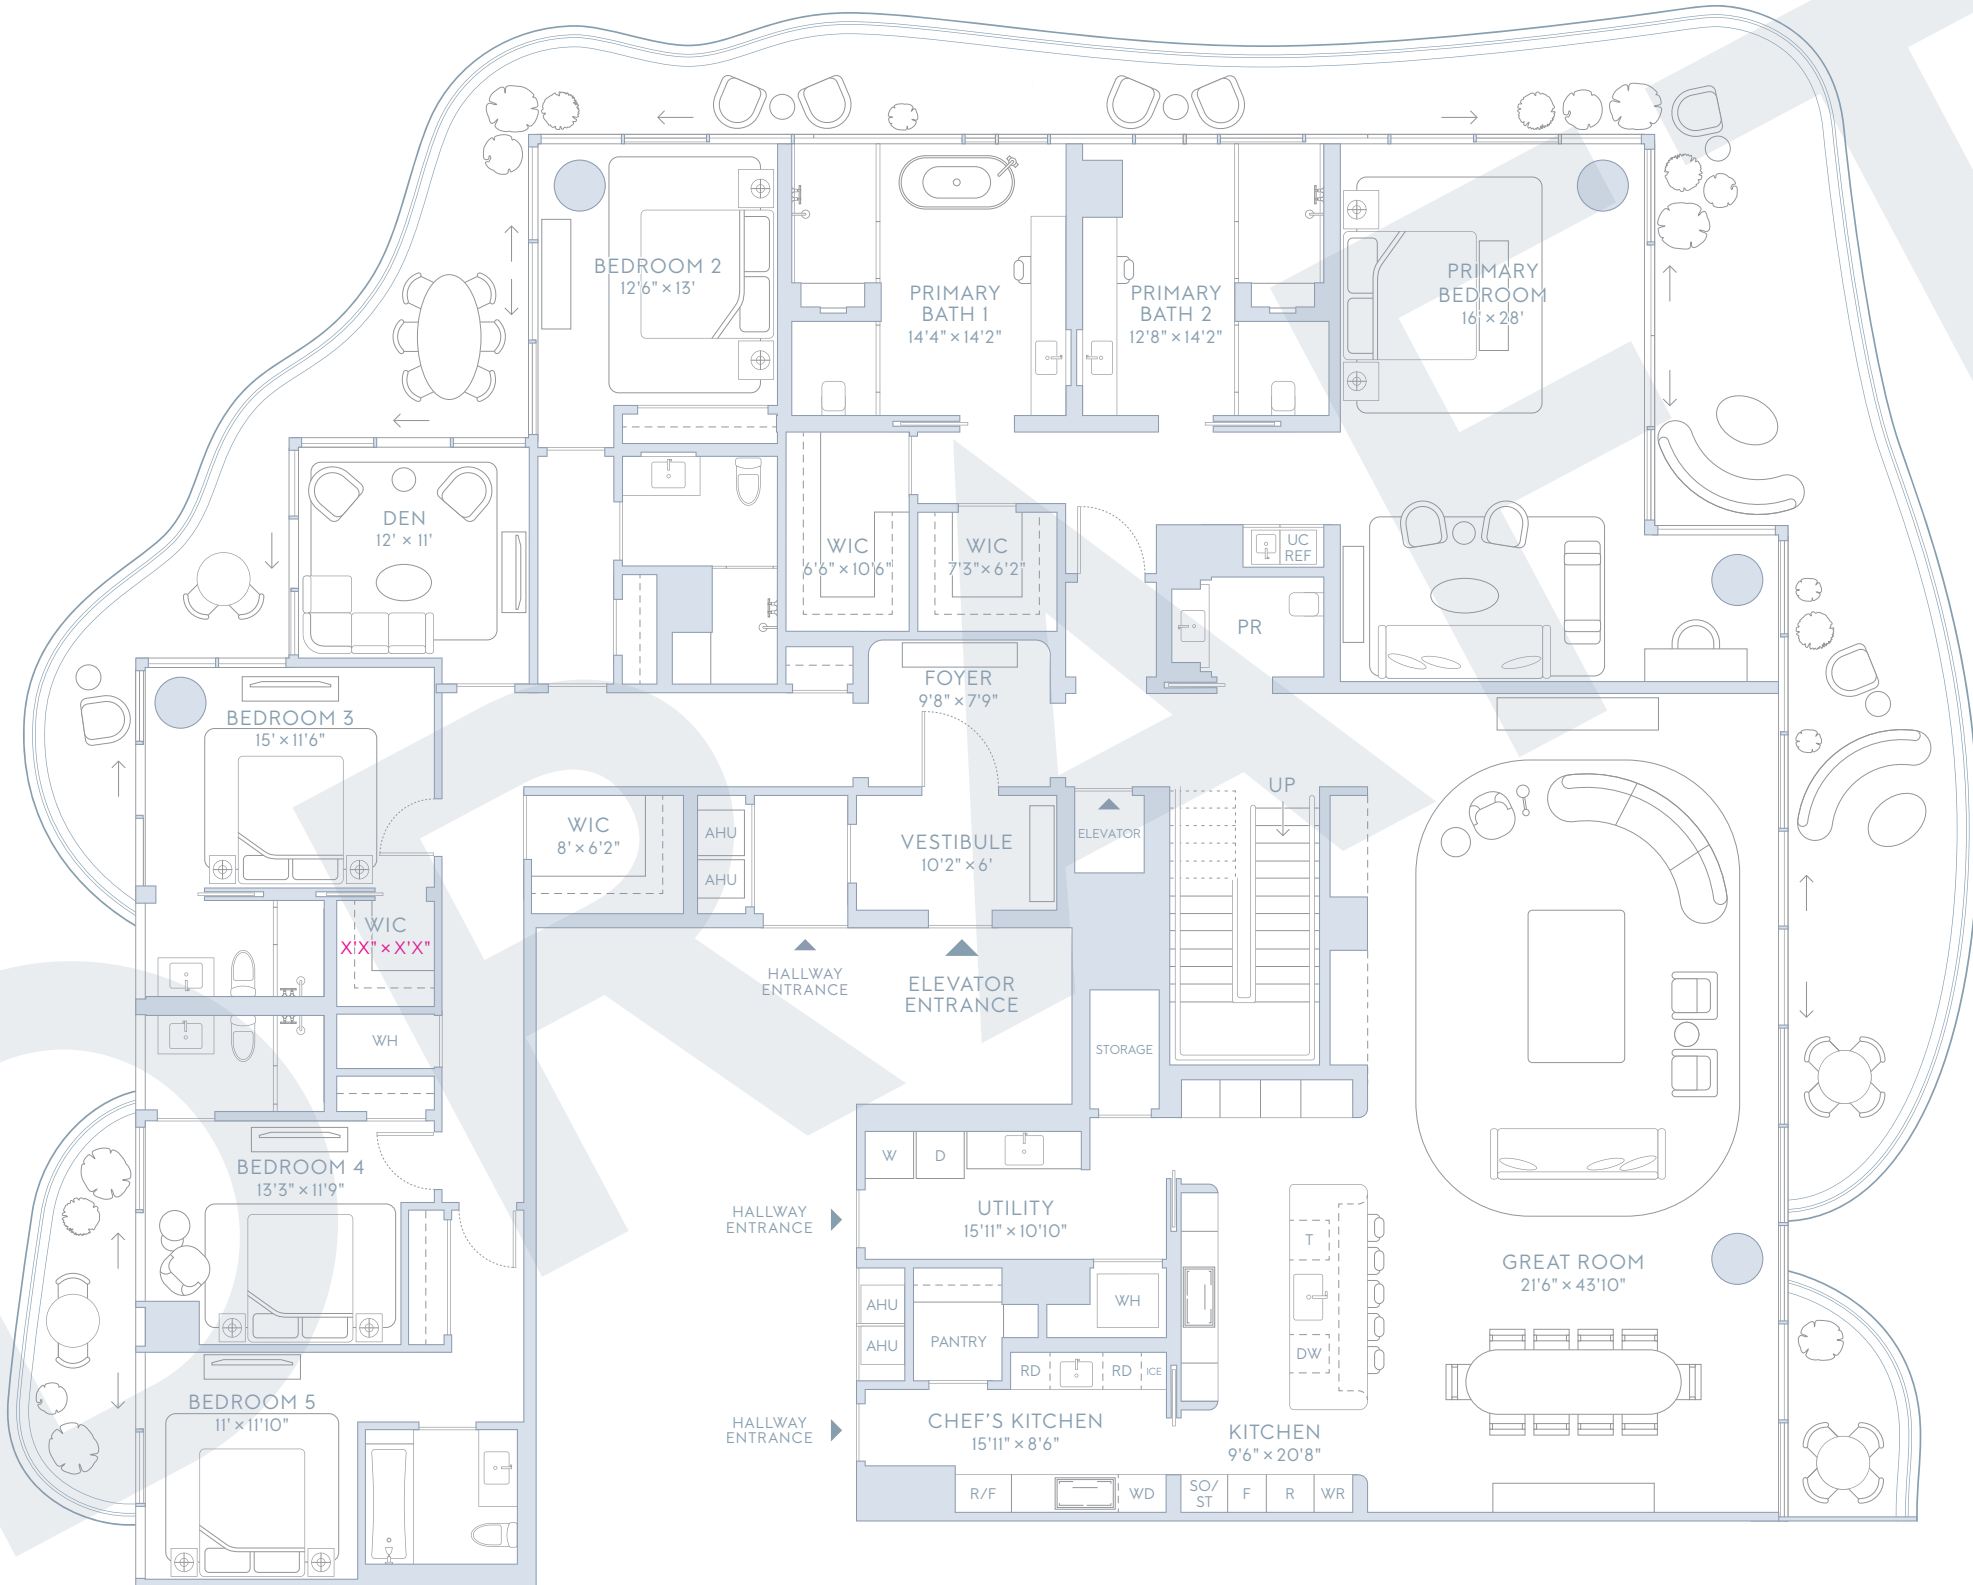 BEDROOM 2
12'6" × 13'
PRIMARY
BATH 1
14'4" × 14'2"
PRIMARY
BATH 2
12'8" × 14'2"
PRIMARY
BEDROOM
16' × 28'
DEN
12' × 11'
WIC
6'6" × 10'6"
WIC
7'3" × 6'2"
UC
REF
PR
FOYER
9'8" × 7'9"
BEDROOM 3
15' × 11'6"
WIC
8' × 6'2"
AHU
AHU
VESTIBULE
10'2" × 6'
ELEVATOR
UP
WIC
X'X" × X'X"
HALLWAY
ENTRANCE
ELEVATOR
ENTRANCE
WH
STORAGE
BEDROOM 4
13'3" × 11'9"
W
D
UTILITY
15'11" × 10'10"
HALLWAY
ENTRANCE
T
GREAT ROOM
21'6" × 43'10"
AHU
AHU
WH
PANTRY
DW
RD
RD
ICE
BEDROOM 5
11' × 11'10"
HALLWAY
ENTRANCE
CHEF'S KITCHEN
15'11" × 8'6"
KITCHEN
9'6" × 20'8"
R/F
WD
SO/
ST
F
R
WR
DRAFT